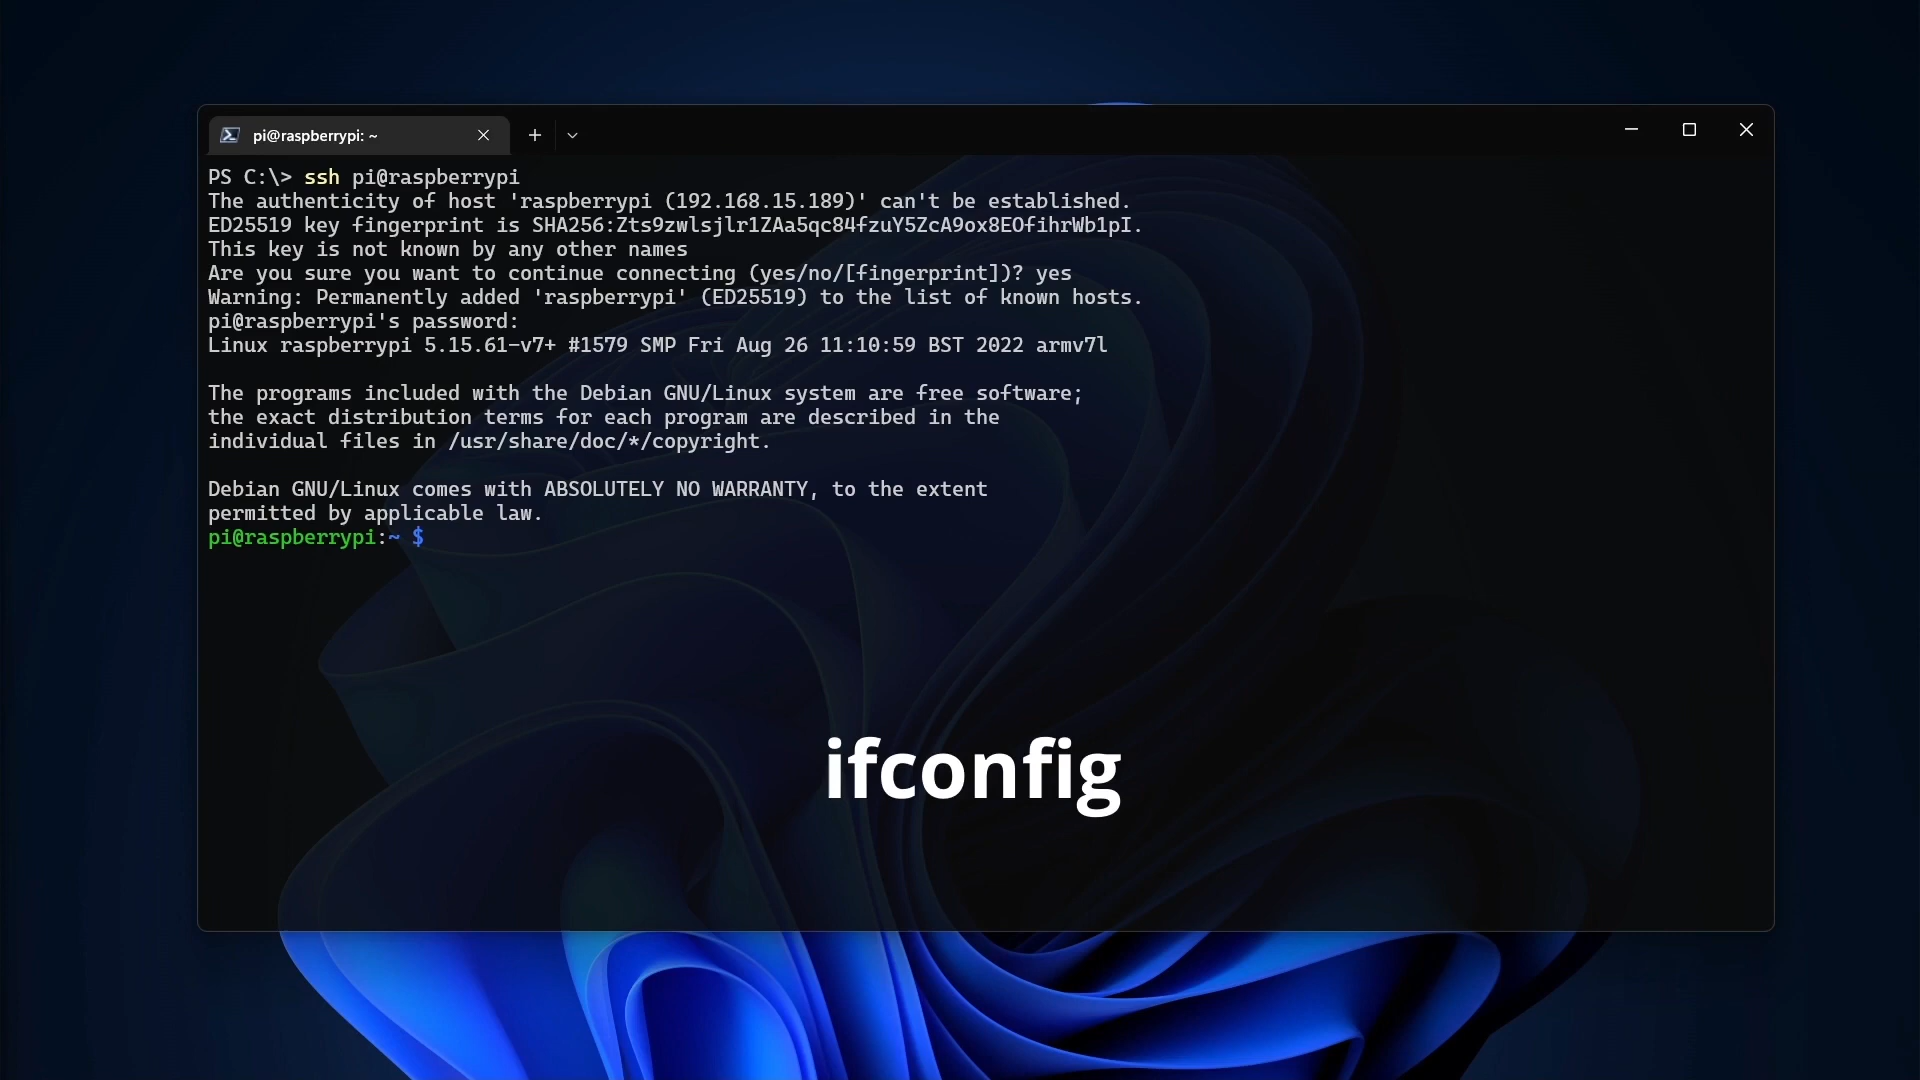 pi@raspberrypi: ~
PS C:\> ssh pi@raspberrypi
The authenticity of host 'raspberrypi (192.168.15.189)' can't be established.
ED25519 key fingerprint is SHA256:Zts9zwlsjlr1ZAa5qc84fzuY5ZcA9ox8EOfihrWb1pI.
This key is not known by any other names
Are you sure you want to continue connecting (yes/no/[fingerprint])? yes
Warning: Permanently added 'raspberrypi' (ED25519) to the list of known hosts.
pi@raspberrypi's password:
Linux raspberrypi 5.15.61-v7+ #1579 SMP Fri Aug 26 11:10:59 BST 2022 armv7l
The programs included with the Debian GNU/Linux system are free software;
the exact distribution terms for each program are described in the
individual files in /usr/share/doc/*/copyright.
Debian GNU/Linux comes with ABSOLUTELY NO WARRANTY, to the extent
permitted by applicable law.
pi@raspberrypi:~ $
ifconfig